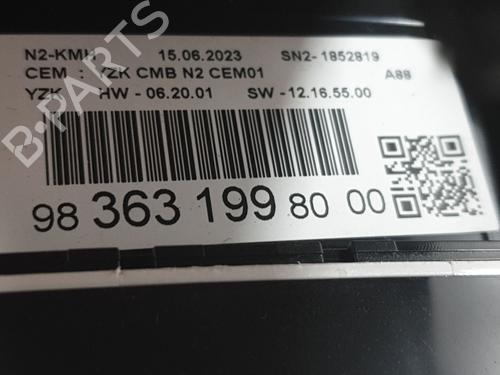 N2-KMH 15.06.2023 SN2- 1852819
CEM : YZK CMB N2 CEM01 A88
YZK HW - 06.20.01 SW -12.16.55.00
98 363 199 80 00
B-PARTS